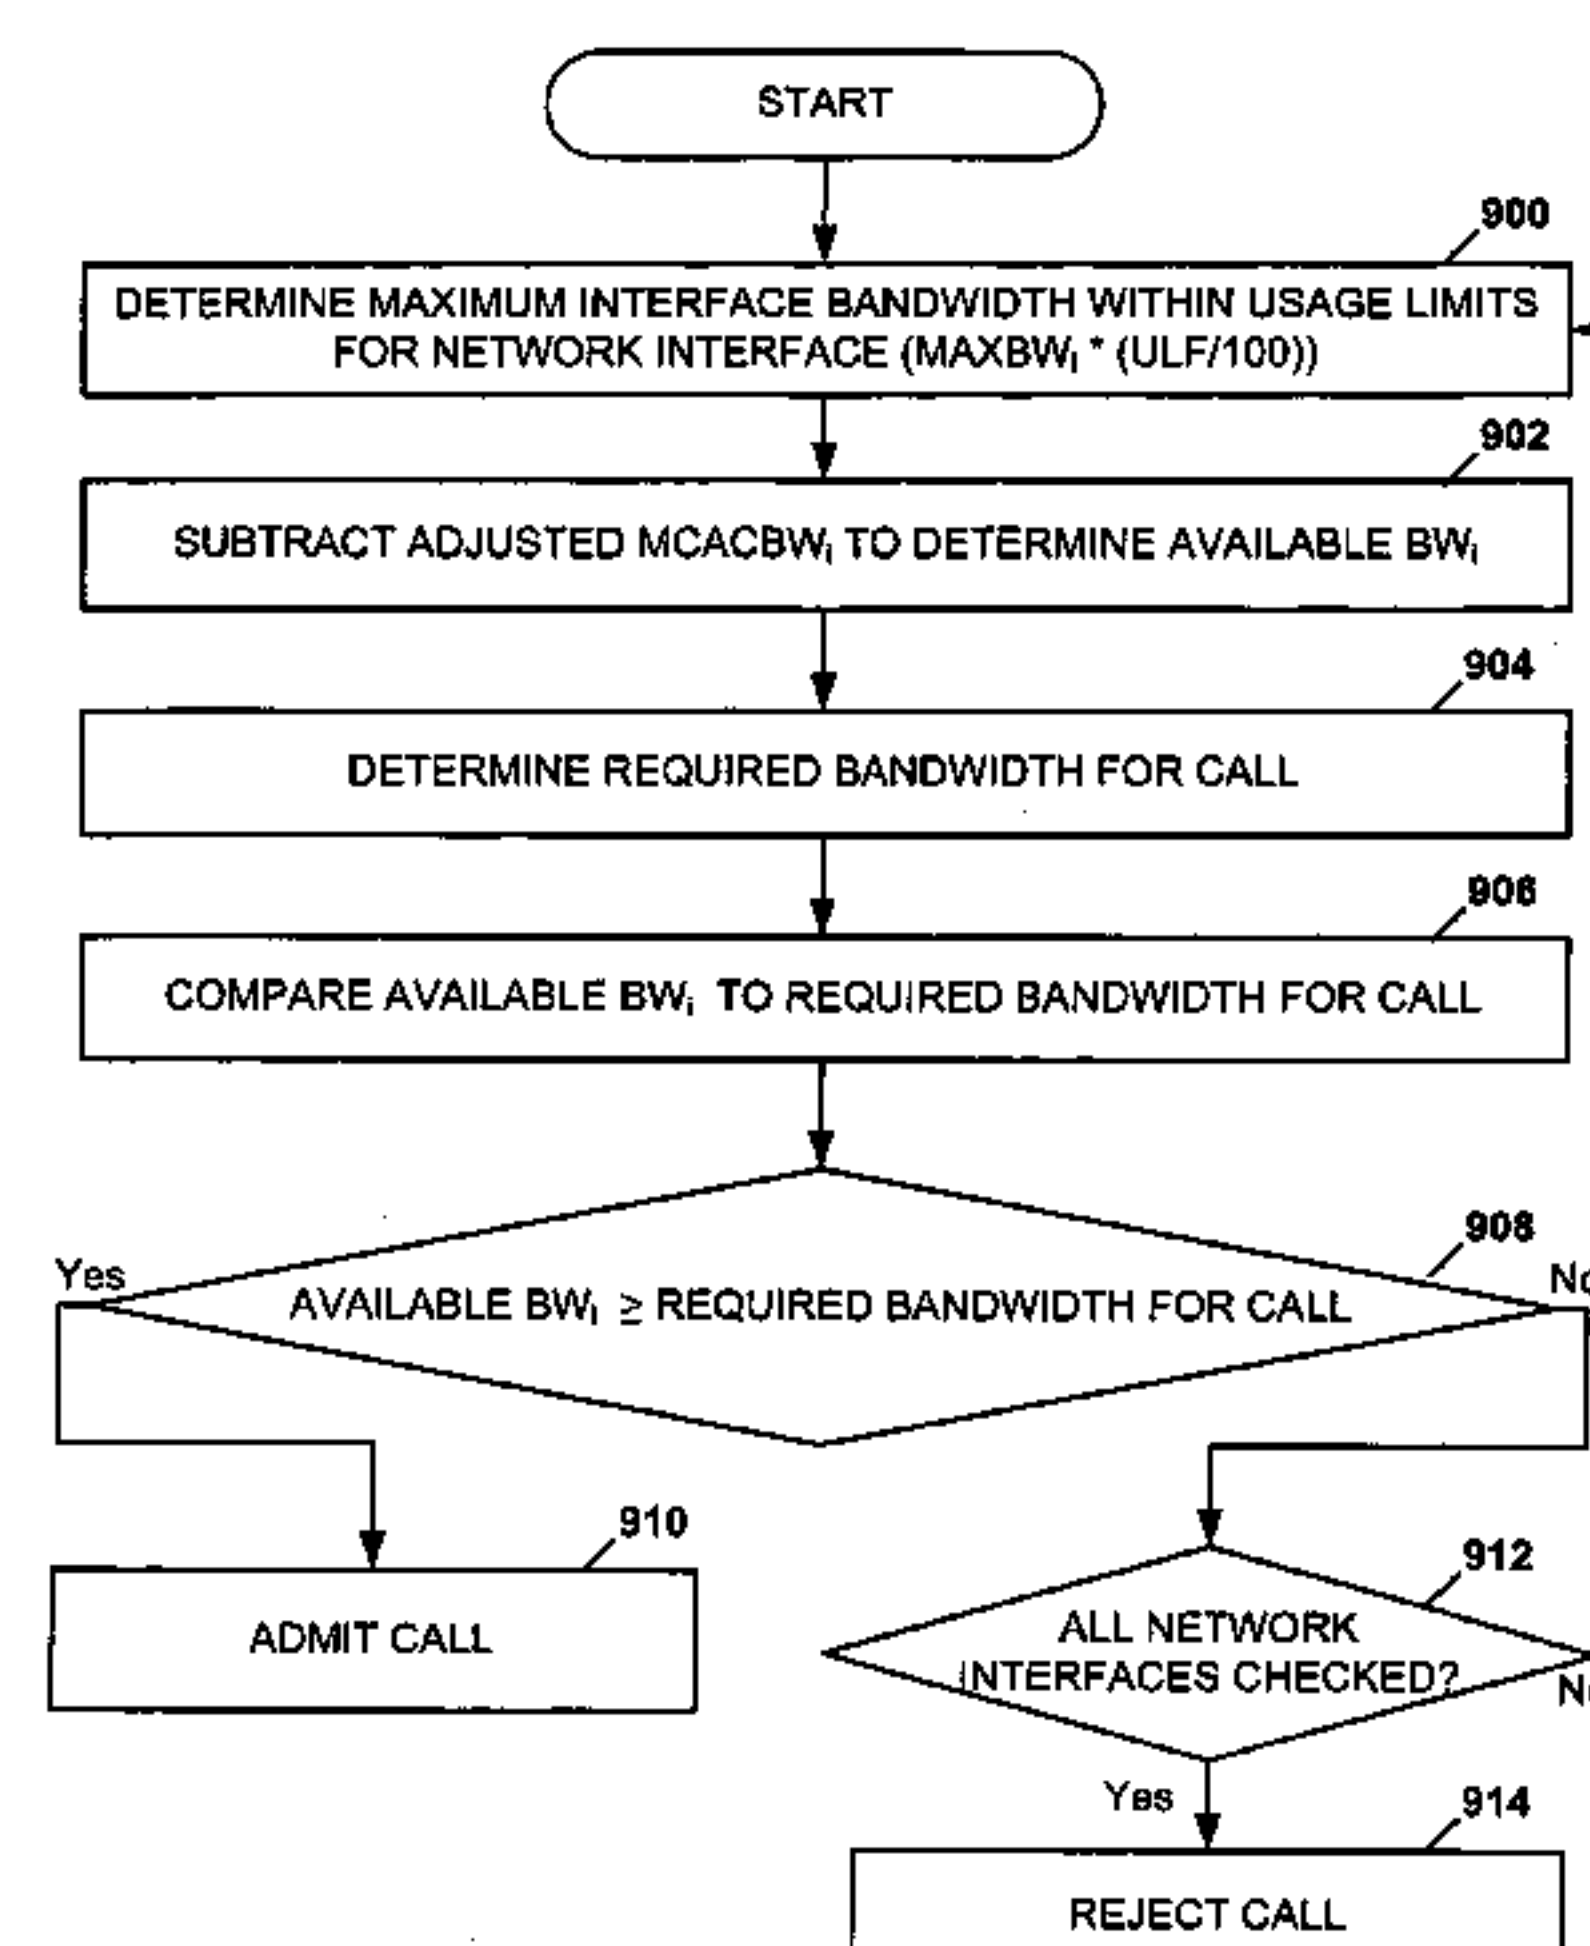 START
900
DETERMINE MAXIMUM INTERFACE BANDWIDTH WITHIN USAGE LIMITS
FOR NETWORK INTERFACE (MAXBWi * (ULF/100))
902
SUBTRACT ADJUSTED MCACBWi TO DETERMINE AVAILABLE BWi
904
DETERMINE REQUIRED BANDWIDTH FOR CALL
906
COMPARE AVAILABLE BWi TO REQUIRED BANDWIDTH FOR CALL
908
Yes
AVAILABLE BWi ≥ REQUIRED BANDWIDTH FOR CALL
910
ADMIT CALL
912
ALL NETWORK
INTERFACES CHECKED?
Yes
914
REJECT CALL